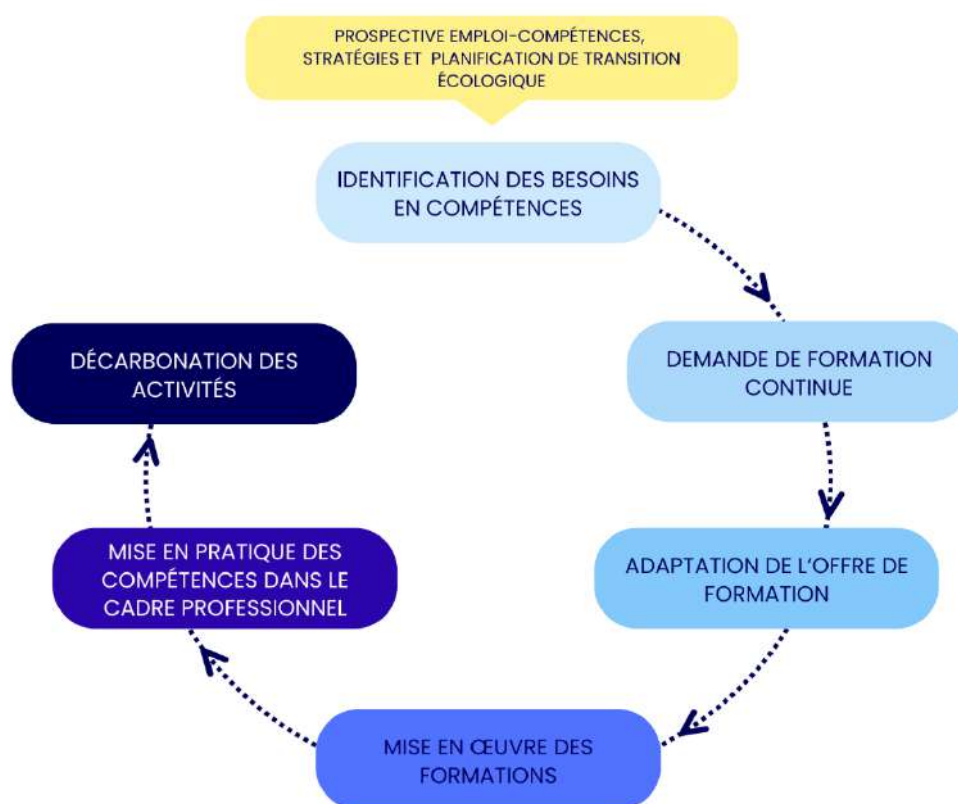 PROSPECTIVE EMPLOI-COMPÉTENCES,
STRATÉGIES ET PLANIFICATION DE TRANSITION
ÉCOLOGIQUE
IDENTIFICATION DES BESOINS
EN COMPÉTENCES
DEMANDE DE FORMATION
CONTINUE
ADAPTATION DE L'OFFRE DE
FORMATION
MISE EN ŒUVRE DES
FORMATIONS
MISE EN PRATIQUE DES
COMPÉTENCES DANS LE
CADRE PROFESSIONNEL
DÉCARBONATION DES
ACTIVITÉS